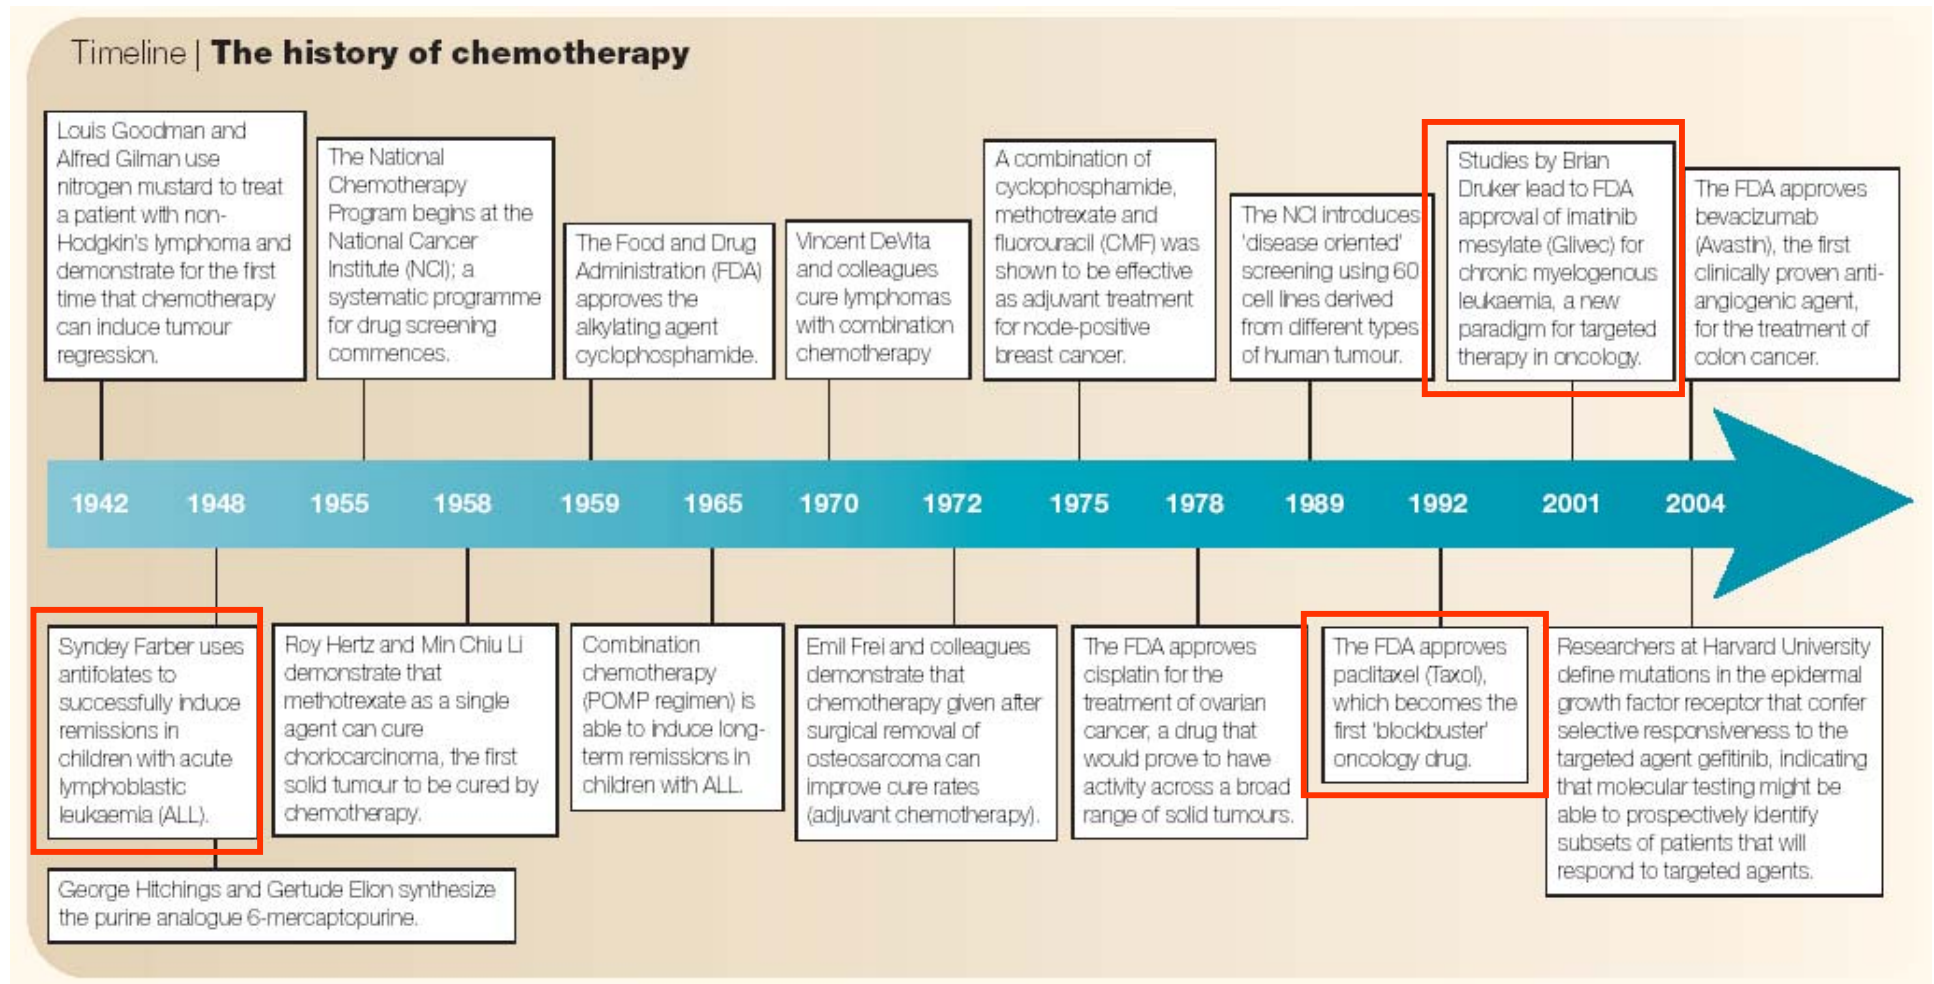 Timeline | The history of chemotherapy
Louis Goodman and
Alfred Gilman use
nitrogen mustard to treat
a patient with non-
Hodgkin's lymphoma and
demonstrate for the first
time that chemotherapy
can induce tumour
regression.
The National
Chemotherapy
Program begins at the
National Cancer
Institute (NCI); a
systematic programme
for drug screening
commences.
The Food and Drug
Administration (FDA)
approves the
alkylating agent
cyclophosphamide.
Vincent DeVita
and colleagues
cure lymphomas
with combination
chemotherapy
A combination of
cyclophosphamide,
methotrexate and
fluorouracil (CMF) was
shown to be effective
as adjuvant treatment
for node-positive
breast cancer.
The NCI introduces
'disease oriented'
screening using 60
cell lines derived
from different types
of human tumour.
Studies by Brian
Druker lead to FDA
approval of imatinib
mesylate (Glivec) for
chronic myelogenous
leukaemia, a new
paradigm for targeted
therapy in oncology.
The FDA approves
bevacizumab
(Avastin), the first
clinically proven anti-
angiogenic agent,
for the treatment of
colon cancer.
1942 1948 1955 1958 1959 1965 1970 1972 1975 1978 1989 1992 2001 2004
Syndey Farber uses
antifolates to
successfully induce
remissions in
children with acute
lymphoblastic
leukaemia (ALL).
George Hitchings and Gertude Elion synthesize
the purine analogue 6-mercaptopurine.
Roy Hertz and Min Chiu Li
demonstrate that
methotrexate as a single
agent can cure
choriocarcinoma, the first
solid tumour to be cured by
chemotherapy.
Combination
chemotherapy
(POMP regimen) is
able to induce long-
term remissions in
children with ALL.
Emil Frei and colleagues
demonstrate that
chemotherapy given after
surgical removal of
osteosarcoma can
improve cure rates
(adjuvant chemotherapy).
The FDA approves
cisplatin for the
treatment of ovarian
cancer, a drug that
would prove to have
activity across a broad
range of solid tumours.
The FDA approves
paclitaxel (Taxol),
which becomes the
first 'blockbuster'
oncology drug.
Researchers at Harvard University
define mutations in the epidermal
growth factor receptor that confer
selective responsiveness to the
targeted agent gefitinib, indicating
that molecular testing might be
able to prospectively identify
subsets of patients that will
respond to targeted agents.